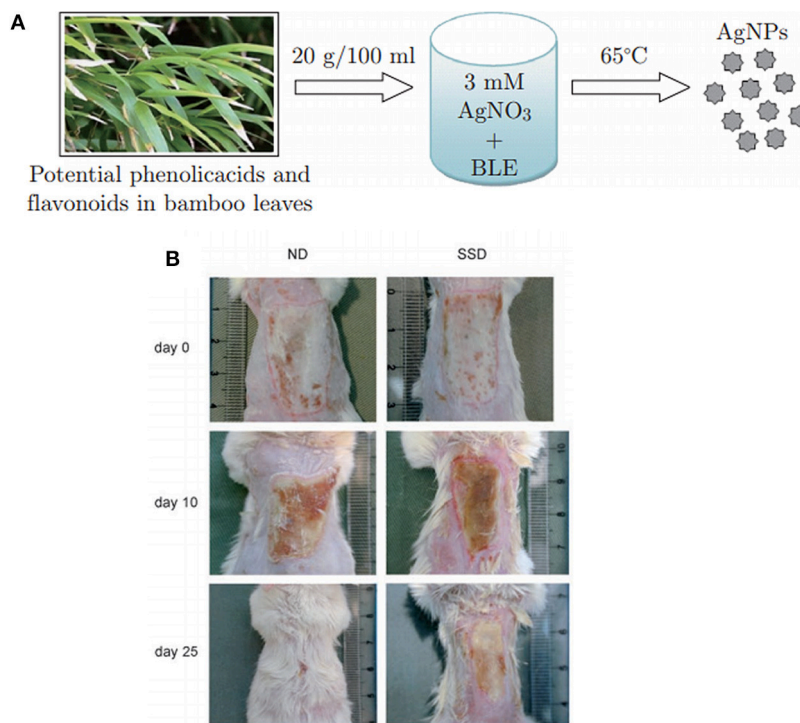 A
20 g/100 ml
3 mM
AgNO₃
+
BLE
65°C
AgNPs
Potential phenolicacids and
flavonoids in bamboo leaves
B
ND
SSD
day 0
day 10
day 25